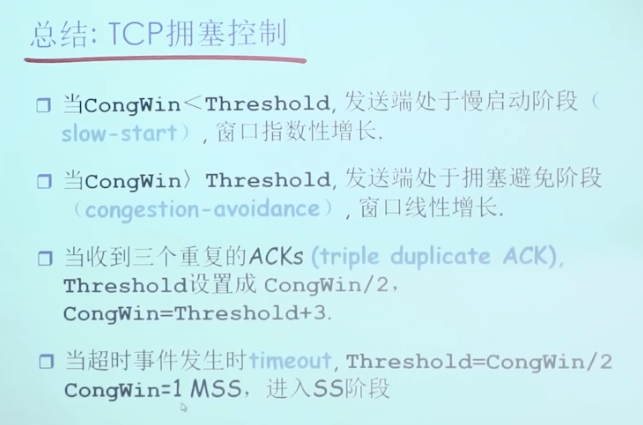 总结: TCP拥塞控制
当CongWin＜Threshold, 发送端处于慢启动阶段（
slow-start）, 窗口指数性增长.
当CongWin〉Threshold, 发送端处于拥塞避免阶段
（congestion-avoidance）, 窗口线性增长.
当收到三个重复的ACKs (triple duplicate ACK),
Threshold设置成 CongWin/2,
CongWin=Threshold+3.
当超时事件发生时timeout, Threshold=CongWin/2
CongWin=1 MSS, 进入SS阶段